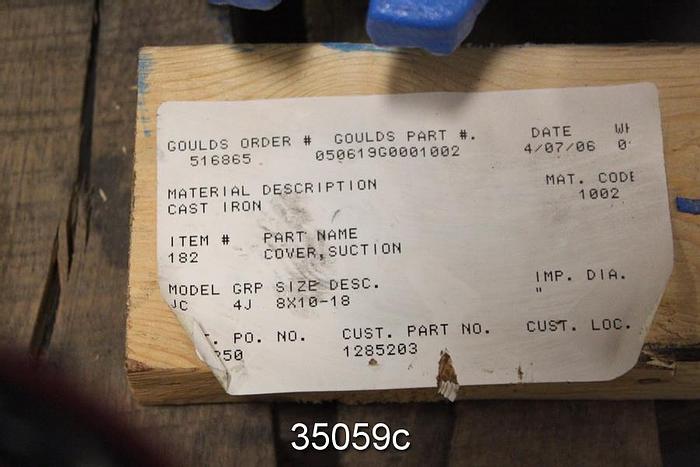 GOULDS ORDER # GOULDS PART #. DATE
516865 050619G0001002 4/07/06
MATERIAL DESCRIPTION MAT. CODE
CAST IRON 1002
ITEM # PART NAME
182 COVER,SUCTION
MODEL GRP SIZE DESC. IMP. DIA.
JC 4J 8X10-18 "
PO. NO. CUST. PART NO. CUST. LOC.
1285203
35059c